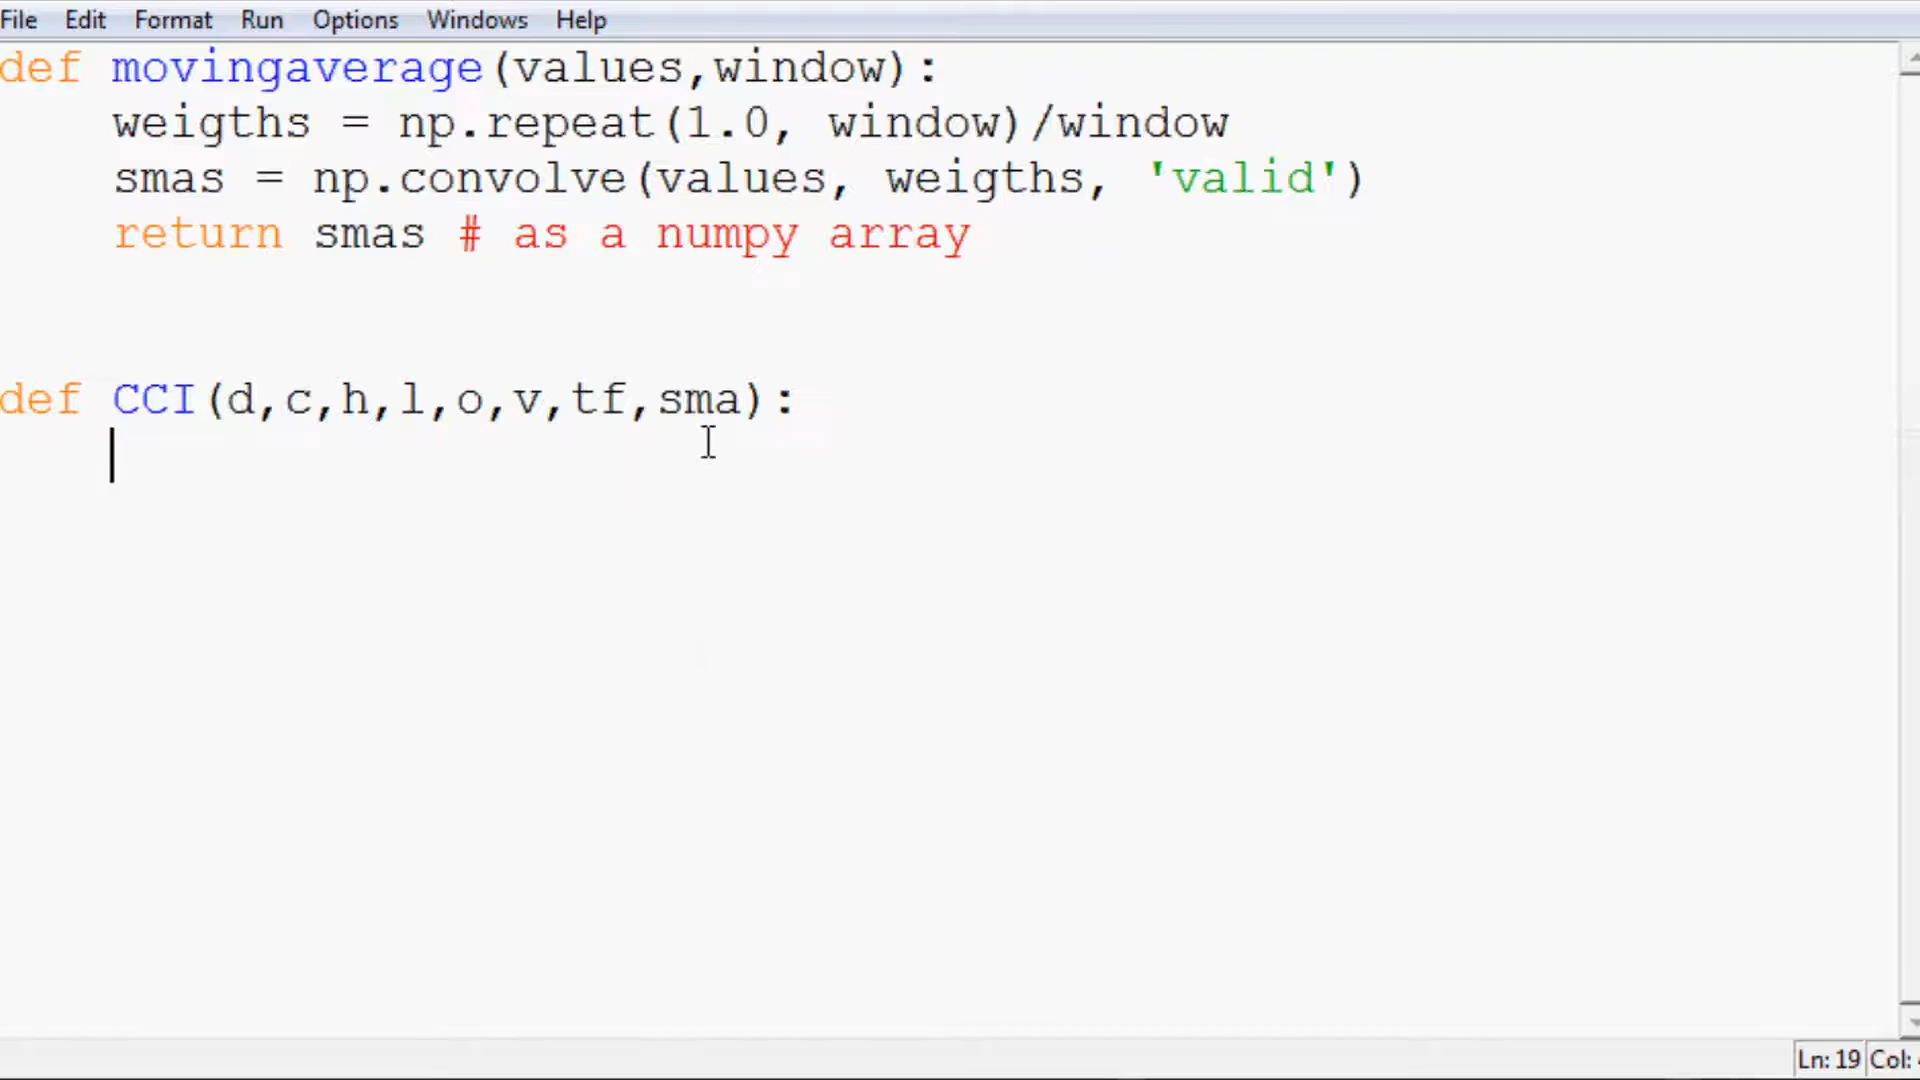 File Edit Format Run Options Windows Help
def movingaverage(values,window):
    weigths = np.repeat(1.0, window)/window
    smas = np.convolve(values, weigths, 'valid')
    return smas # as a numpy array
def CCI(d,c,h,l,o,v,tf,sma):
Ln: 19 Col: